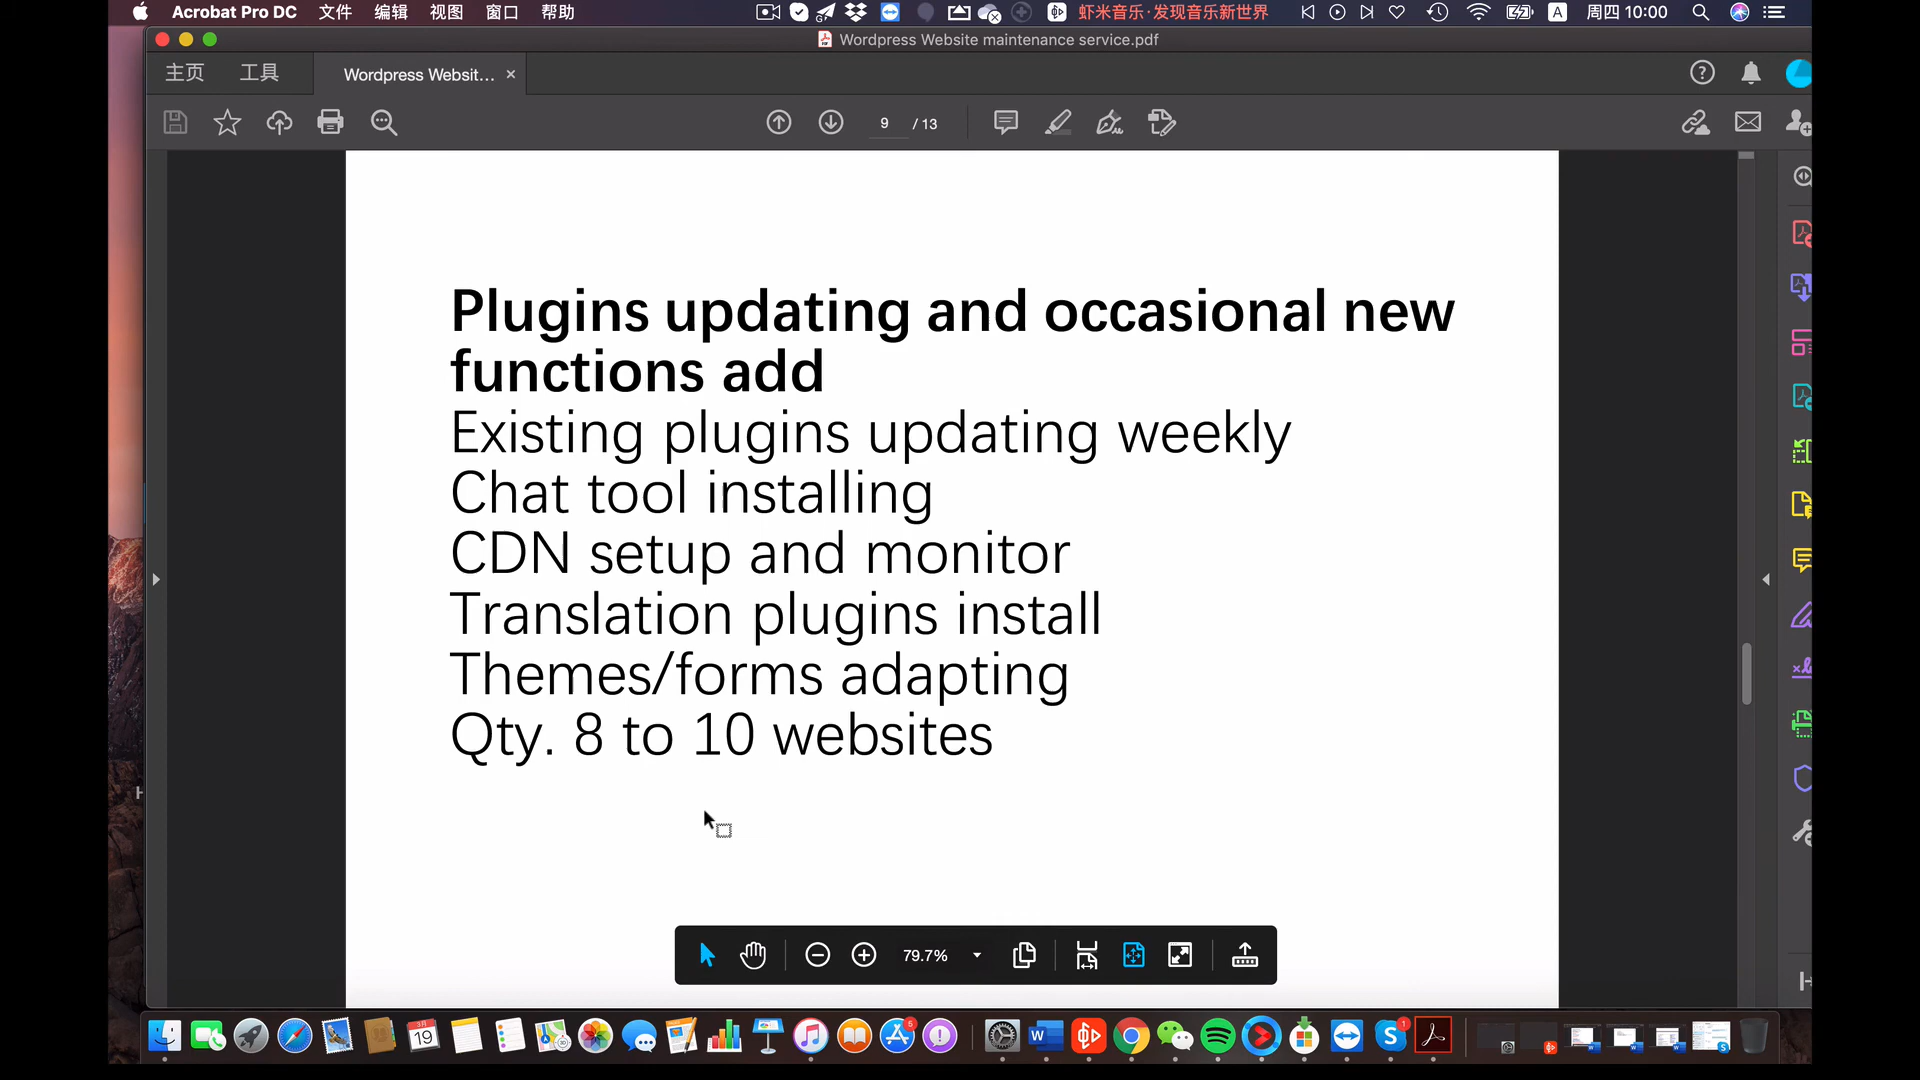 Acrobat Pro DC 文件 编辑 视图 窗口 帮助 虾米音乐·发现音乐新世界 A 周四 10:00
Wordpress Website maintenance service.pdf
主页 工具 Wordpress Websit... ×
9 / 13
Plugins updating and occasional new
functions add
Existing plugins updating weekly
Chat tool installing
CDN setup and monitor
Translation plugins install
Themes/forms adapting
Qty. 8 to 10 websites
79.7%
19